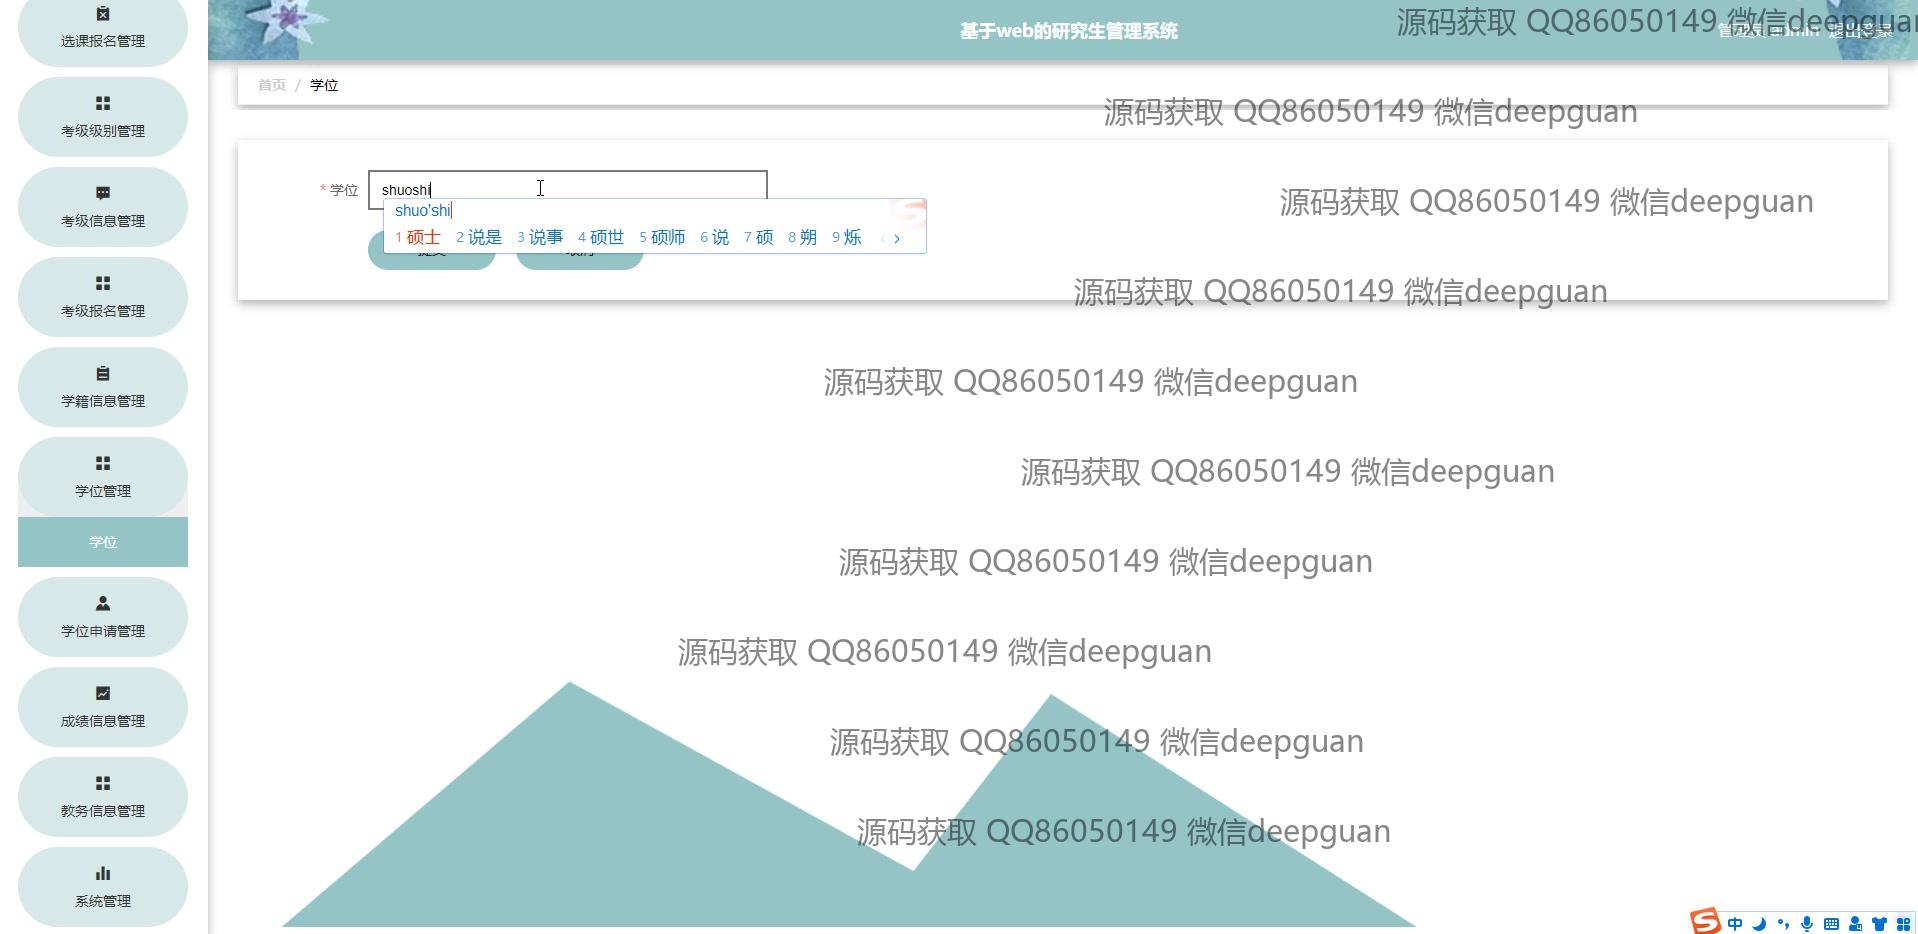 选课报名管理
考级级别管理
考级信息管理
考级报名管理
学籍信息管理
学位管理
学位
学位申请管理
成绩信息管理
教务信息管理
系统管理
基于web的研究生管理系统
管理员 admin 退出登录
首页 / 学位
* 学位
shuoshi
shuo'shi
1 硕士 2 说是 3 说事 4 硕世 5 硕师 6 说 7 硕 8 朔 9 烁
提交
取消
源码获取 QQ86050149 微信deepguan
源码获取 QQ86050149 微信deepguan
源码获取 QQ86050149 微信deepguan
源码获取 QQ86050149 微信deepguan
源码获取 QQ86050149 微信deepguan
源码获取 QQ86050149 微信deepguan
源码获取 QQ86050149 微信deepguan
源码获取 QQ86050149 微信deepguan
源码获取 QQ86050149 微信deepguan
源码获取 QQ86050149 微信deepguan
中